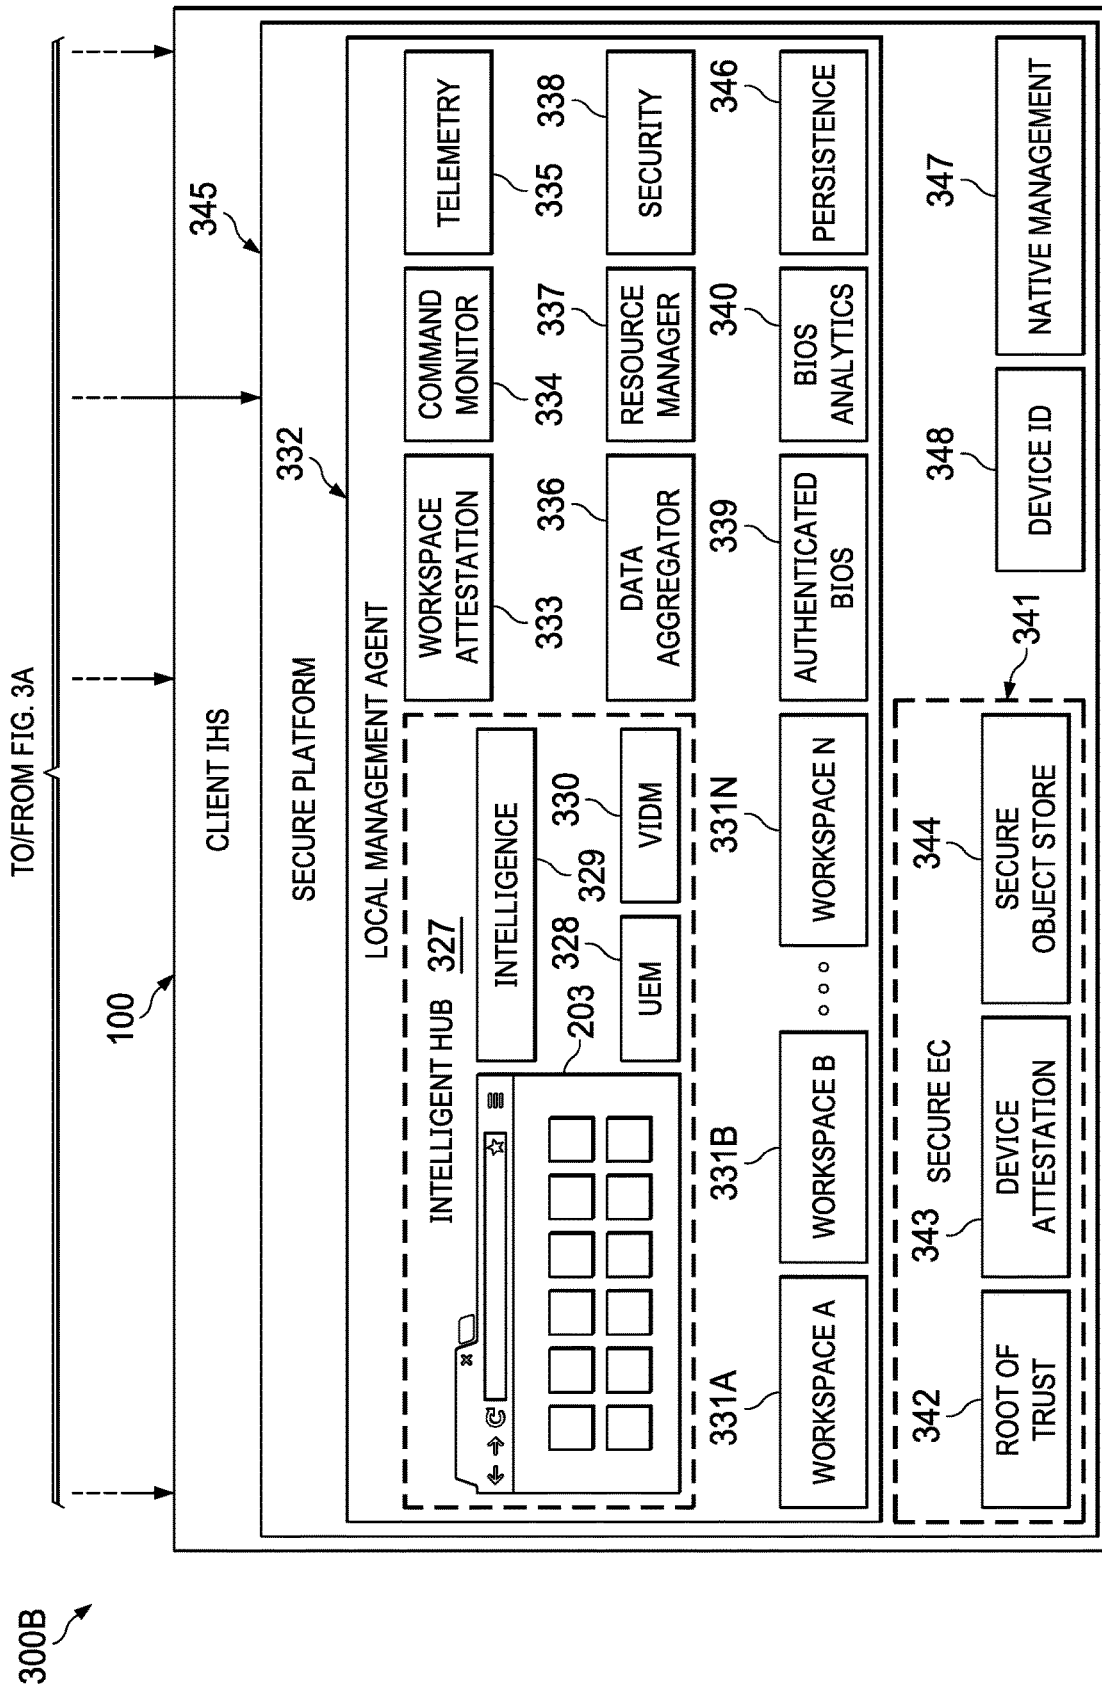 300B
TO/FROM FIG. 3A
100
CLIENT IHS
345
SECURE PLATFORM
332
LOCAL MANAGEMENT AGENT
INTELLIGENT HUB 327
INTELLIGENCE
329
203
328
UEM
330
VIDM
WORKSPACE
ATTESTATION
333
COMMAND
MONITOR
334
TELEMETRY
335
336
DATA
AGGREGATOR
337
RESOURCE
MANAGER
338
SECURITY
331A
WORKSPACE A
331B
WORKSPACE B
331N
WORKSPACE N
339
AUTHENTICATED
BIOS
340
BIOS
ANALYTICS
346
PERSISTENCE
341
SECURE EC
342
ROOT OF
TRUST
343
DEVICE
ATTESTATION
344
SECURE
OBJECT STORE
348
DEVICE ID
347
NATIVE MANAGEMENT